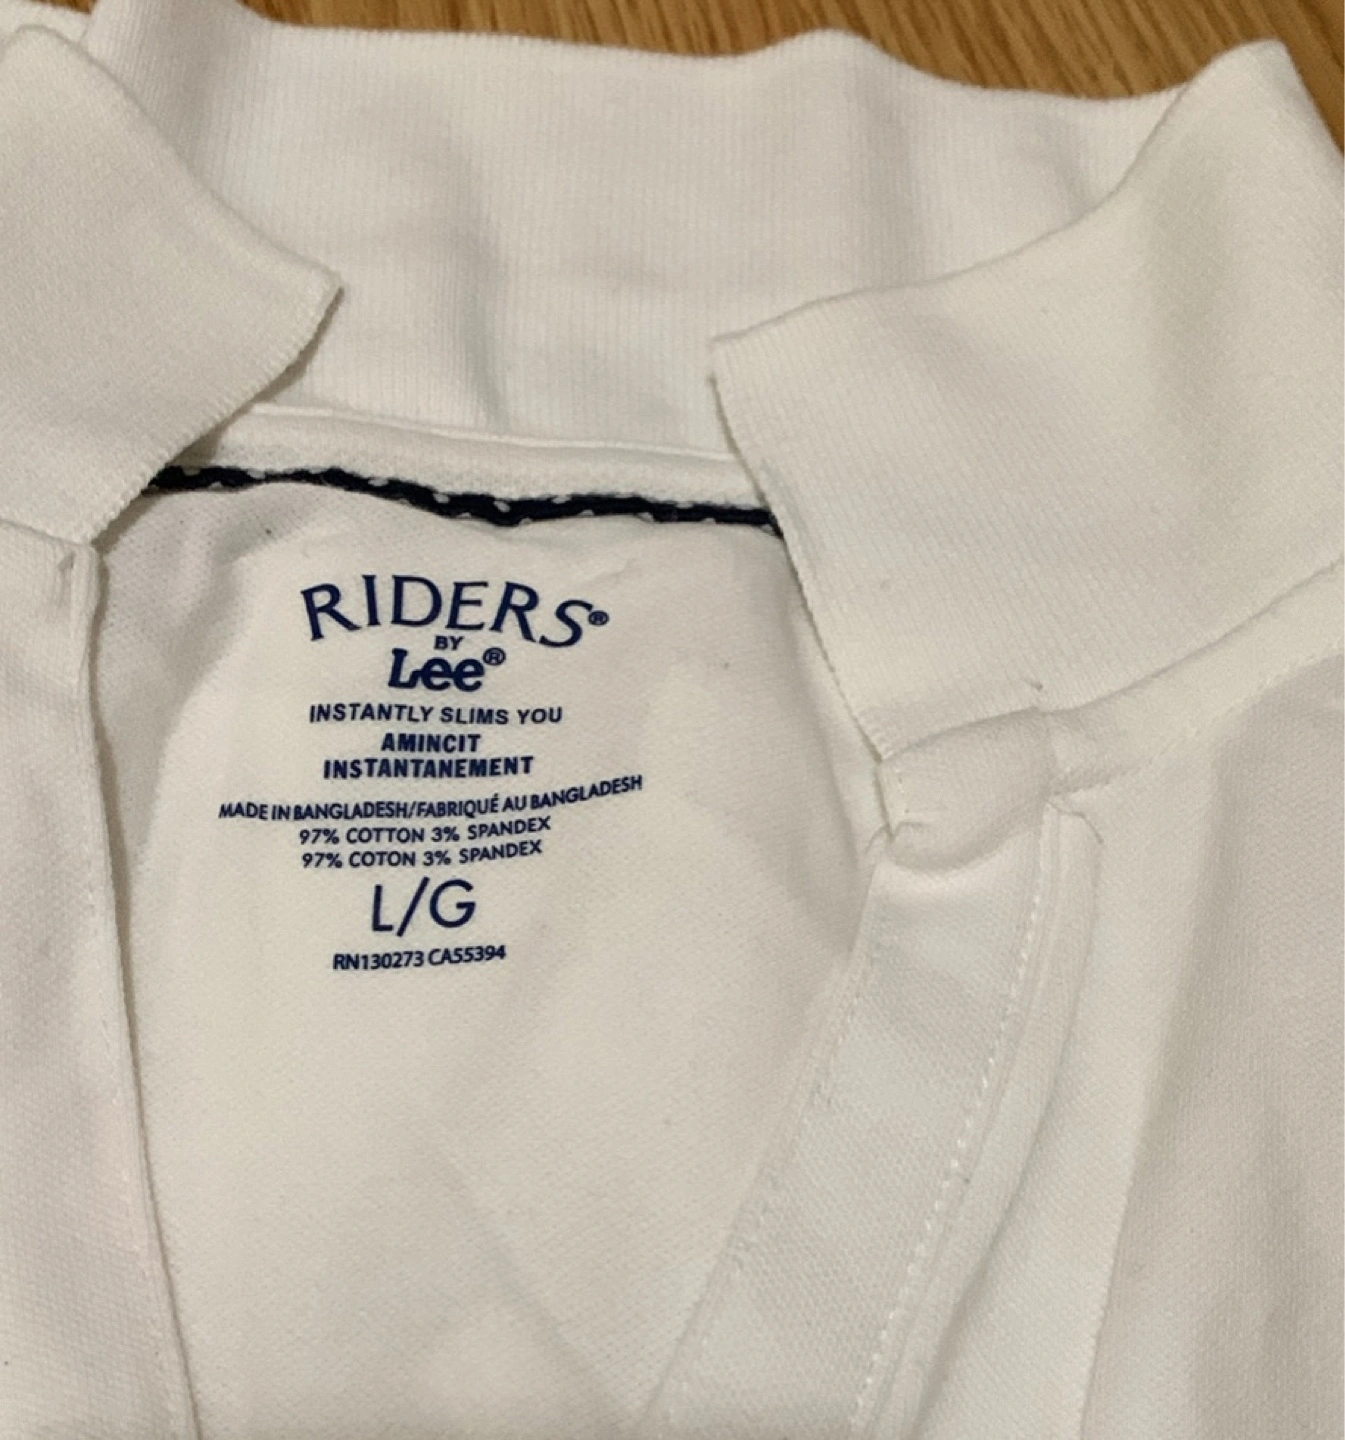 RIDERS®
BY
Lee®
INSTANTLY SLIMS YOU
AMINCIT
INSTANTANEMENT
MADE IN BANGLADESH/FABRIQUÉ AU BANGLADESH
97% COTTON 3% SPANDEX
97% COTON 3% SPANDEX
L/G
RN130273 CA55394